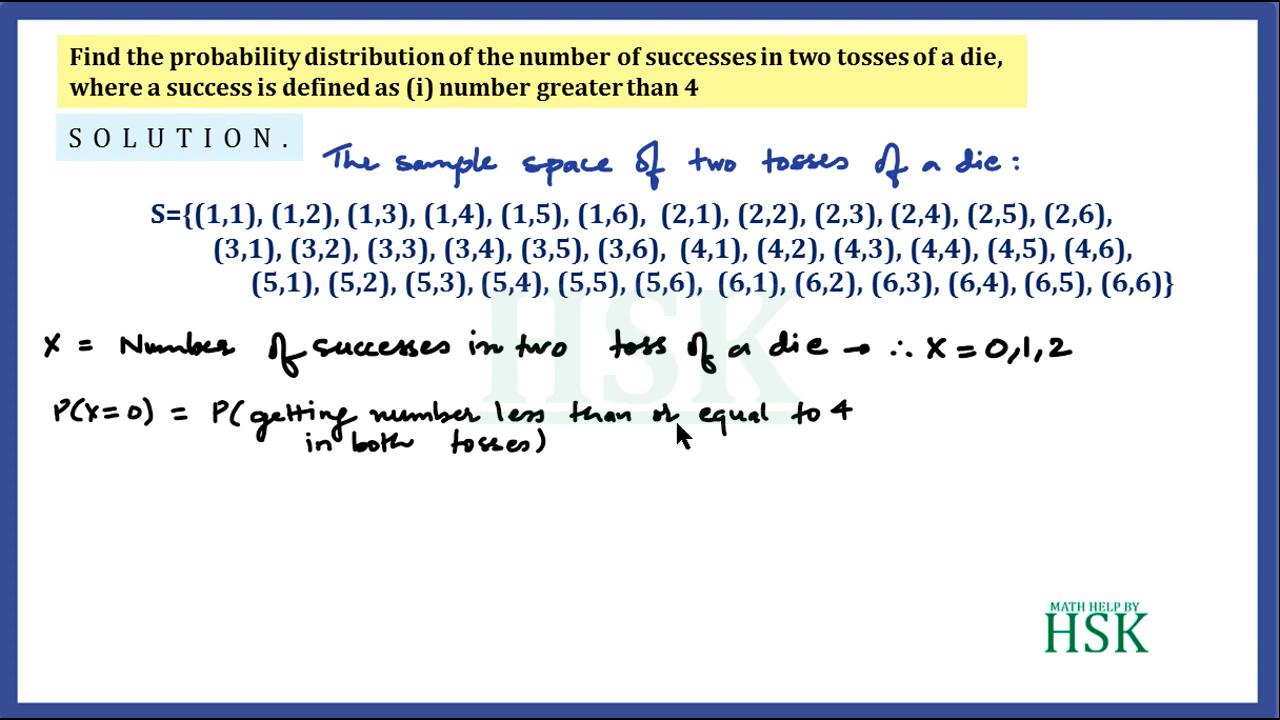 Find the probability distribution of the number of successes in two tosses of a die,
where a success is defined as (i) number greater than 4
SOLUTION.
The sample space of two tosses of a die:
S={(1,1), (1,2), (1,3), (1,4), (1,5), (1,6), (2,1), (2,2), (2,3), (2,4), (2,5), (2,6),
(3,1), (3,2), (3,3), (3,4), (3,5), (3,6), (4,1), (4,2), (4,3), (4,4), (4,5), (4,6),
(5,1), (5,2), (5,3), (5,4), (5,5), (5,6), (6,1), (6,2), (6,3), (6,4), (6,5), (6,6)}
X = Number of successes in two toss of a die → ∴ X = 0,1,2
P(X=0) = P(getting number less than or equal to 4
in both tosses)
HSK
MATH HELP BY
HSK